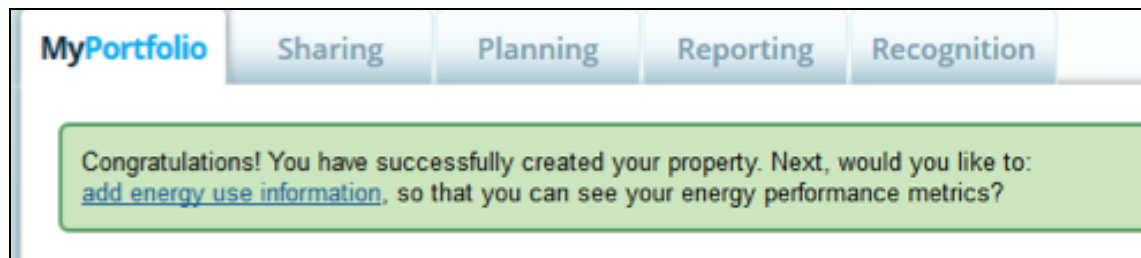 MyPortfolio Sharing Planning Reporting Recognition
Congratulations! You have successfully created your property. Next, would you like to:
add energy use information, so that you can see your energy performance metrics?